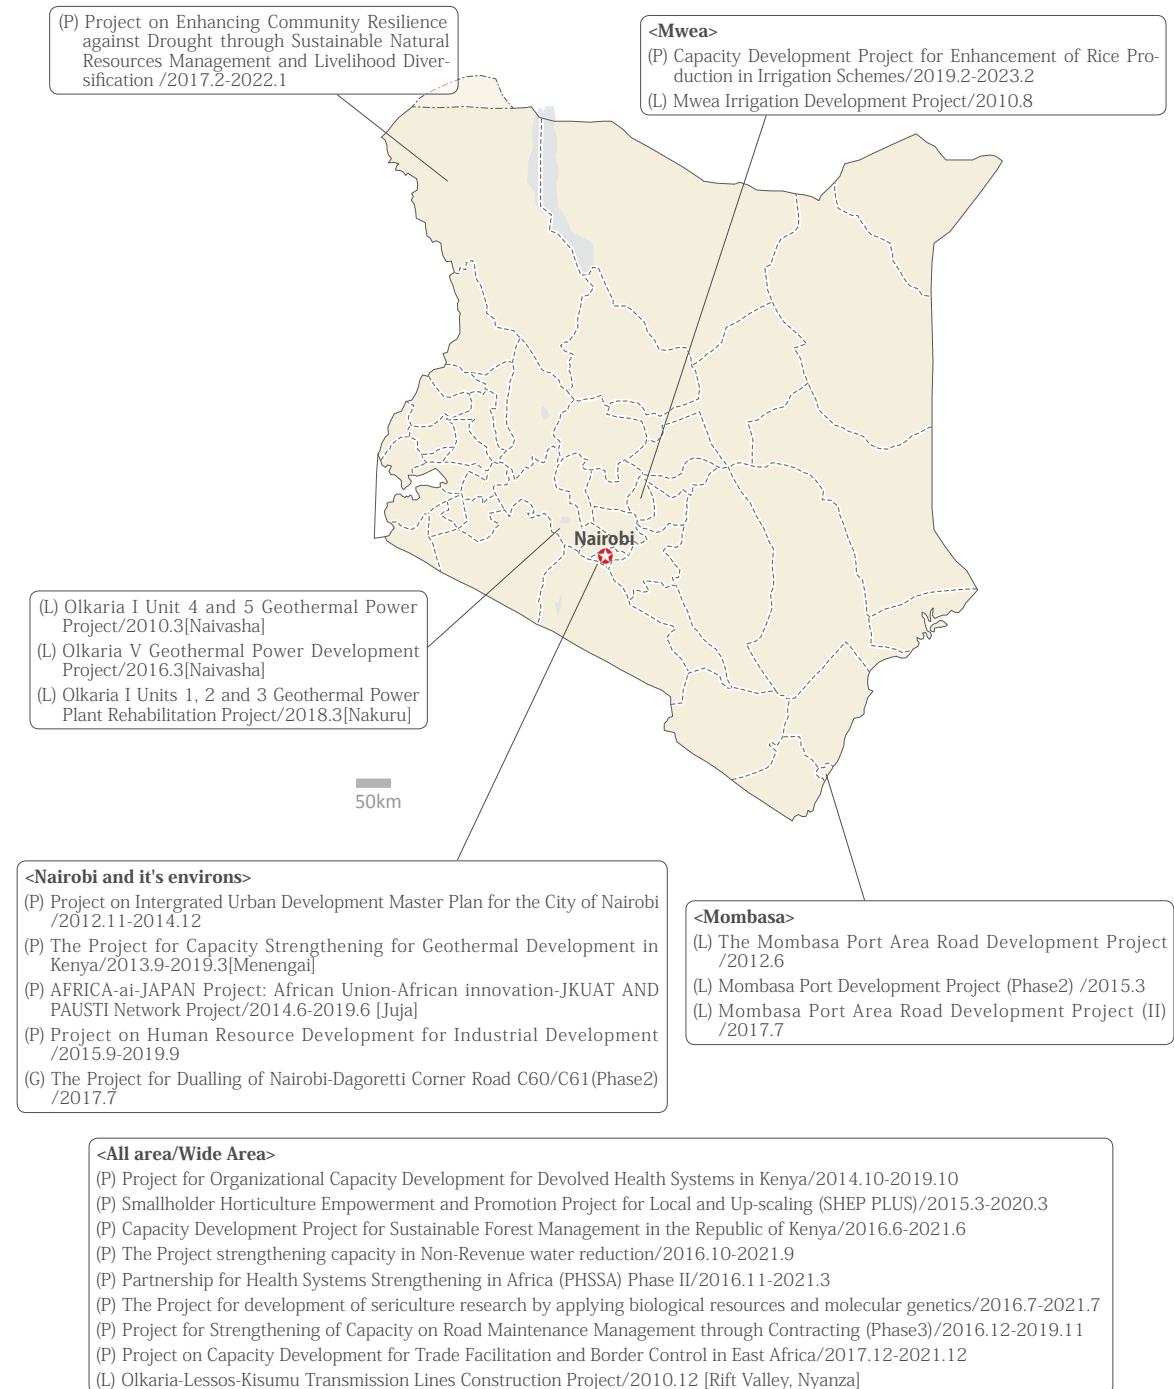 (P) Project on Enhancing Community Resilience
against Drought through Sustainable Natural
Resources Management and Livelihood Diver-
sification /2017.2-2022.1
<Mwea>
(P) Capacity Development Project for Enhancement of Rice Pro-
duction in Irrigation Schemes/2019.2-2023.2
(L) Mwea Irrigation Development Project/2010.8
Nairobi
(L) Olkaria I Unit 4 and 5 Geothermal Power
Project/2010.3[Naivasha]
(L) Olkaria V Geothermal Power Development
Project/2016.3[Naivasha]
(L) Olkaria I Units 1, 2 and 3 Geothermal Power
Plant Rehabilitation Project/2018.3[Nakuru]
50km
<Nairobi and it's environs>
(P) Project on Intergrated Urban Development Master Plan for the City of Nairobi
/2012.11-2014.12
(P) The Project for Capacity Strengthening for Geothermal Development in
Kenya/2013.9-2019.3[Menengai]
(P) AFRICA-ai-JAPAN Project: African Union-African innovation-JKUAT AND
PAUSTI Network Project/2014.6-2019.6 [Juja]
(P) Project on Human Resource Development for Industrial Development
/2015.9-2019.9
(G) The Project for Dualling of Nairobi-Dagoretti Corner Road C60/C61(Phase2)
/2017.7
<Mombasa>
(L) The Mombasa Port Area Road Development Project
/2012.6
(L) Mombasa Port Development Project (Phase2) /2015.3
(L) Mombasa Port Area Road Development Project (II)
/2017.7
<All area/Wide Area>
(P) Project for Organizational Capacity Development for Devolved Health Systems in Kenya/2014.10-2019.10
(P) Smallholder Horticulture Empowerment and Promotion Project for Local and Up-scaling (SHEP PLUS)/2015.3-2020.3
(P) Capacity Development Project for Sustainable Forest Management in the Republic of Kenya/2016.6-2021.6
(P) The Project strengthening capacity in Non-Revenue water reduction/2016.10-2021.9
(P) Partnership for Health Systems Strengthening in Africa (PHSSA) Phase II/2016.11-2021.3
(P) The Project for development of sericulture research by applying biological resources and molecular genetics/2016.7-2021.7
(P) Project for Strengthening of Capacity on Road Maintenance Management through Contracting (Phase3)/2016.12-2019.11
(P) Project on Capacity Development for Trade Facilitation and Border Control in East Africa/2017.12-2021.12
(L) Olkaria-Lessos-Kisumu Transmission Lines Construction Project/2010.12 [Rift Valley, Nyanza]